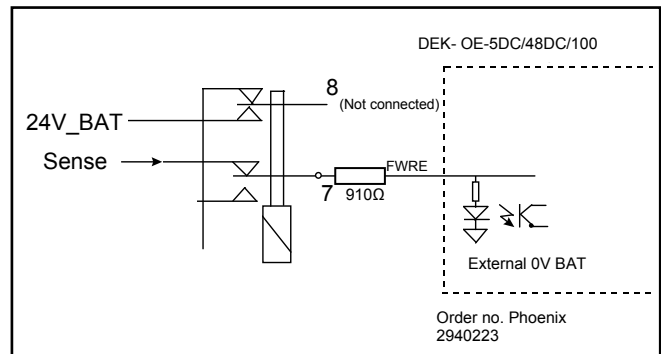 DEK- OE-5DC/48DC/100
8
(Not connected)
24V_BAT
Sense
FWRE
7
910Ω
External 0V BAT
Order no. Phoenix
2940223